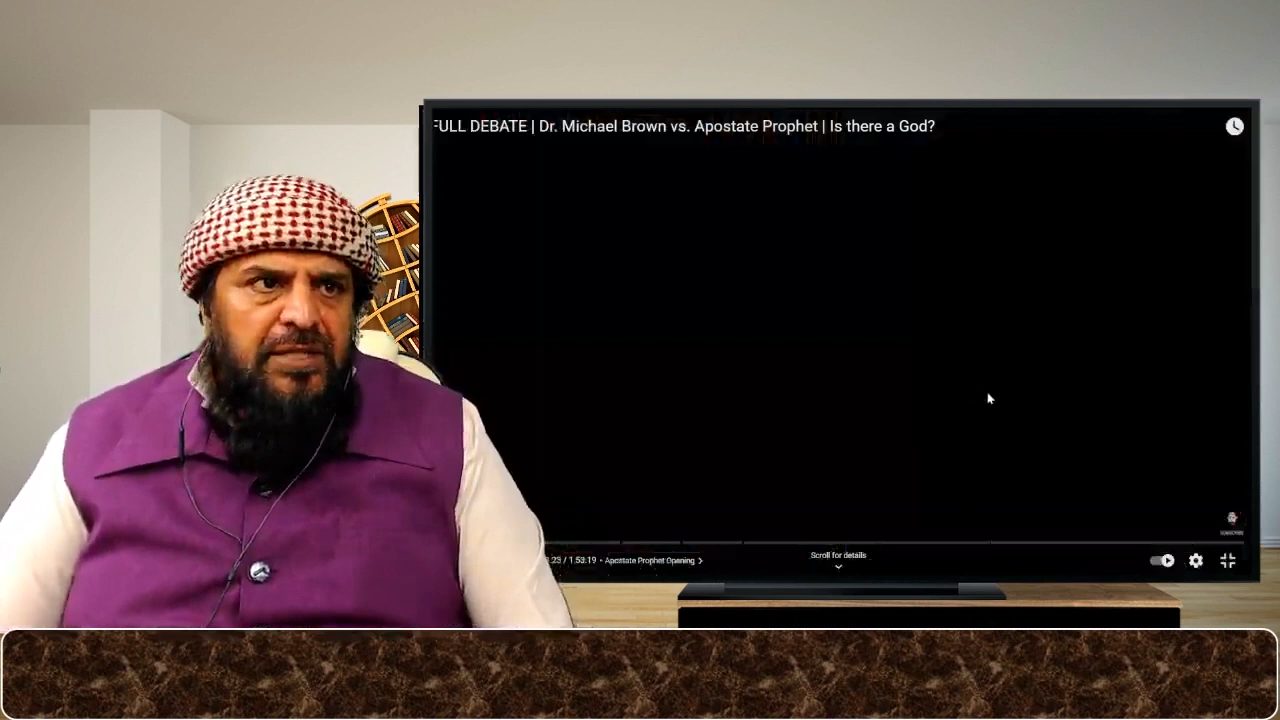 FULL DEBATE | Dr. Michael Brown vs. Apostate Prophet | Is there a God?
/ 1:53:19 • Apostate Prophet Opening
Scroll for details